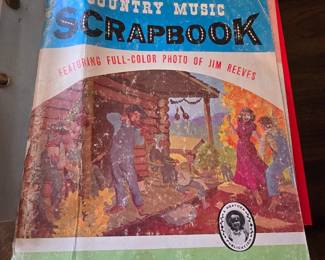 COUNTRY MUSIC
SCRAPBOOK
FEATURING FULL-COLOR PHOTO OF JIM REEVES